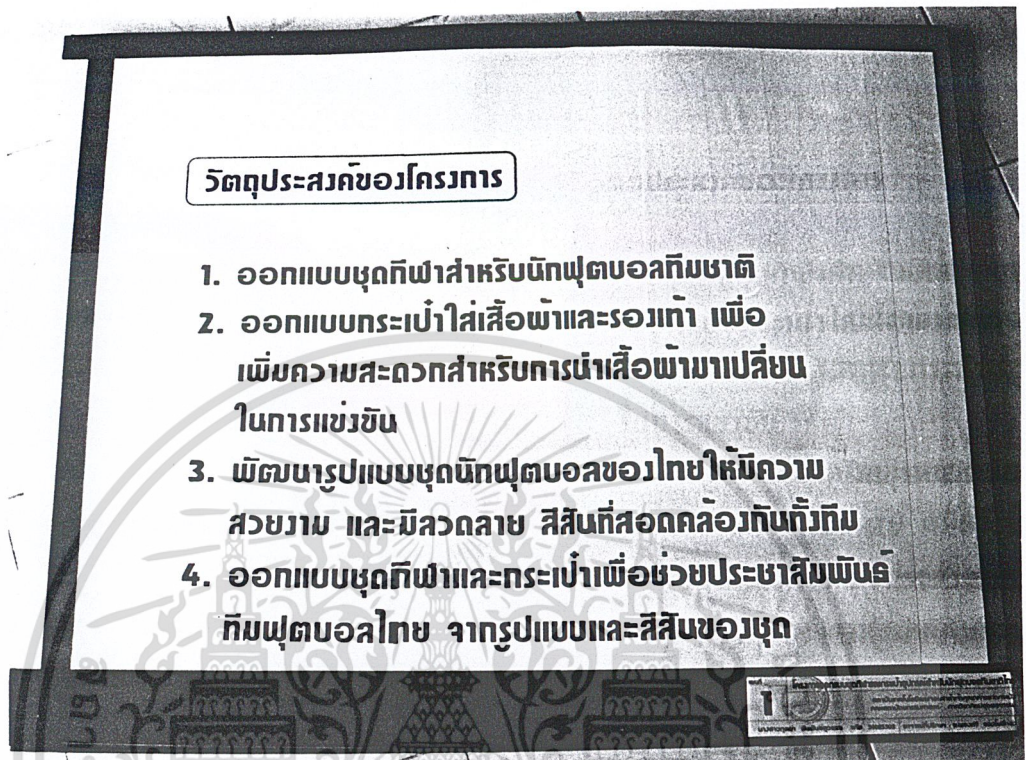 วัตถุประสงค์ของโครงการ
1. ออกแบบชุดกีฬาสำหรับนักฟุตบอลทีมชาติ
2. ออกแบบกระเป๋าใส่เสื้อผ้าและรองเท้า เพื่อ
เพิ่มความสะดวกสำหรับการนำเสื้อผ้ามาเปลี่ยน
ในการแข่งขัน
3. พัฒนารูปแบบชุดนักฟุตบอลของไทยให้มีความ
สวยงาม และมีลวดลาย สีสันที่สอดคล้องกันทั้งทีม
4. ออกแบบชุดกีฬาและกระเป๋าเพื่อช่วยประชาสัมพันธ์
ทีมฟุตบอลไทย จากรูปแบบและสีสันของชุด
1